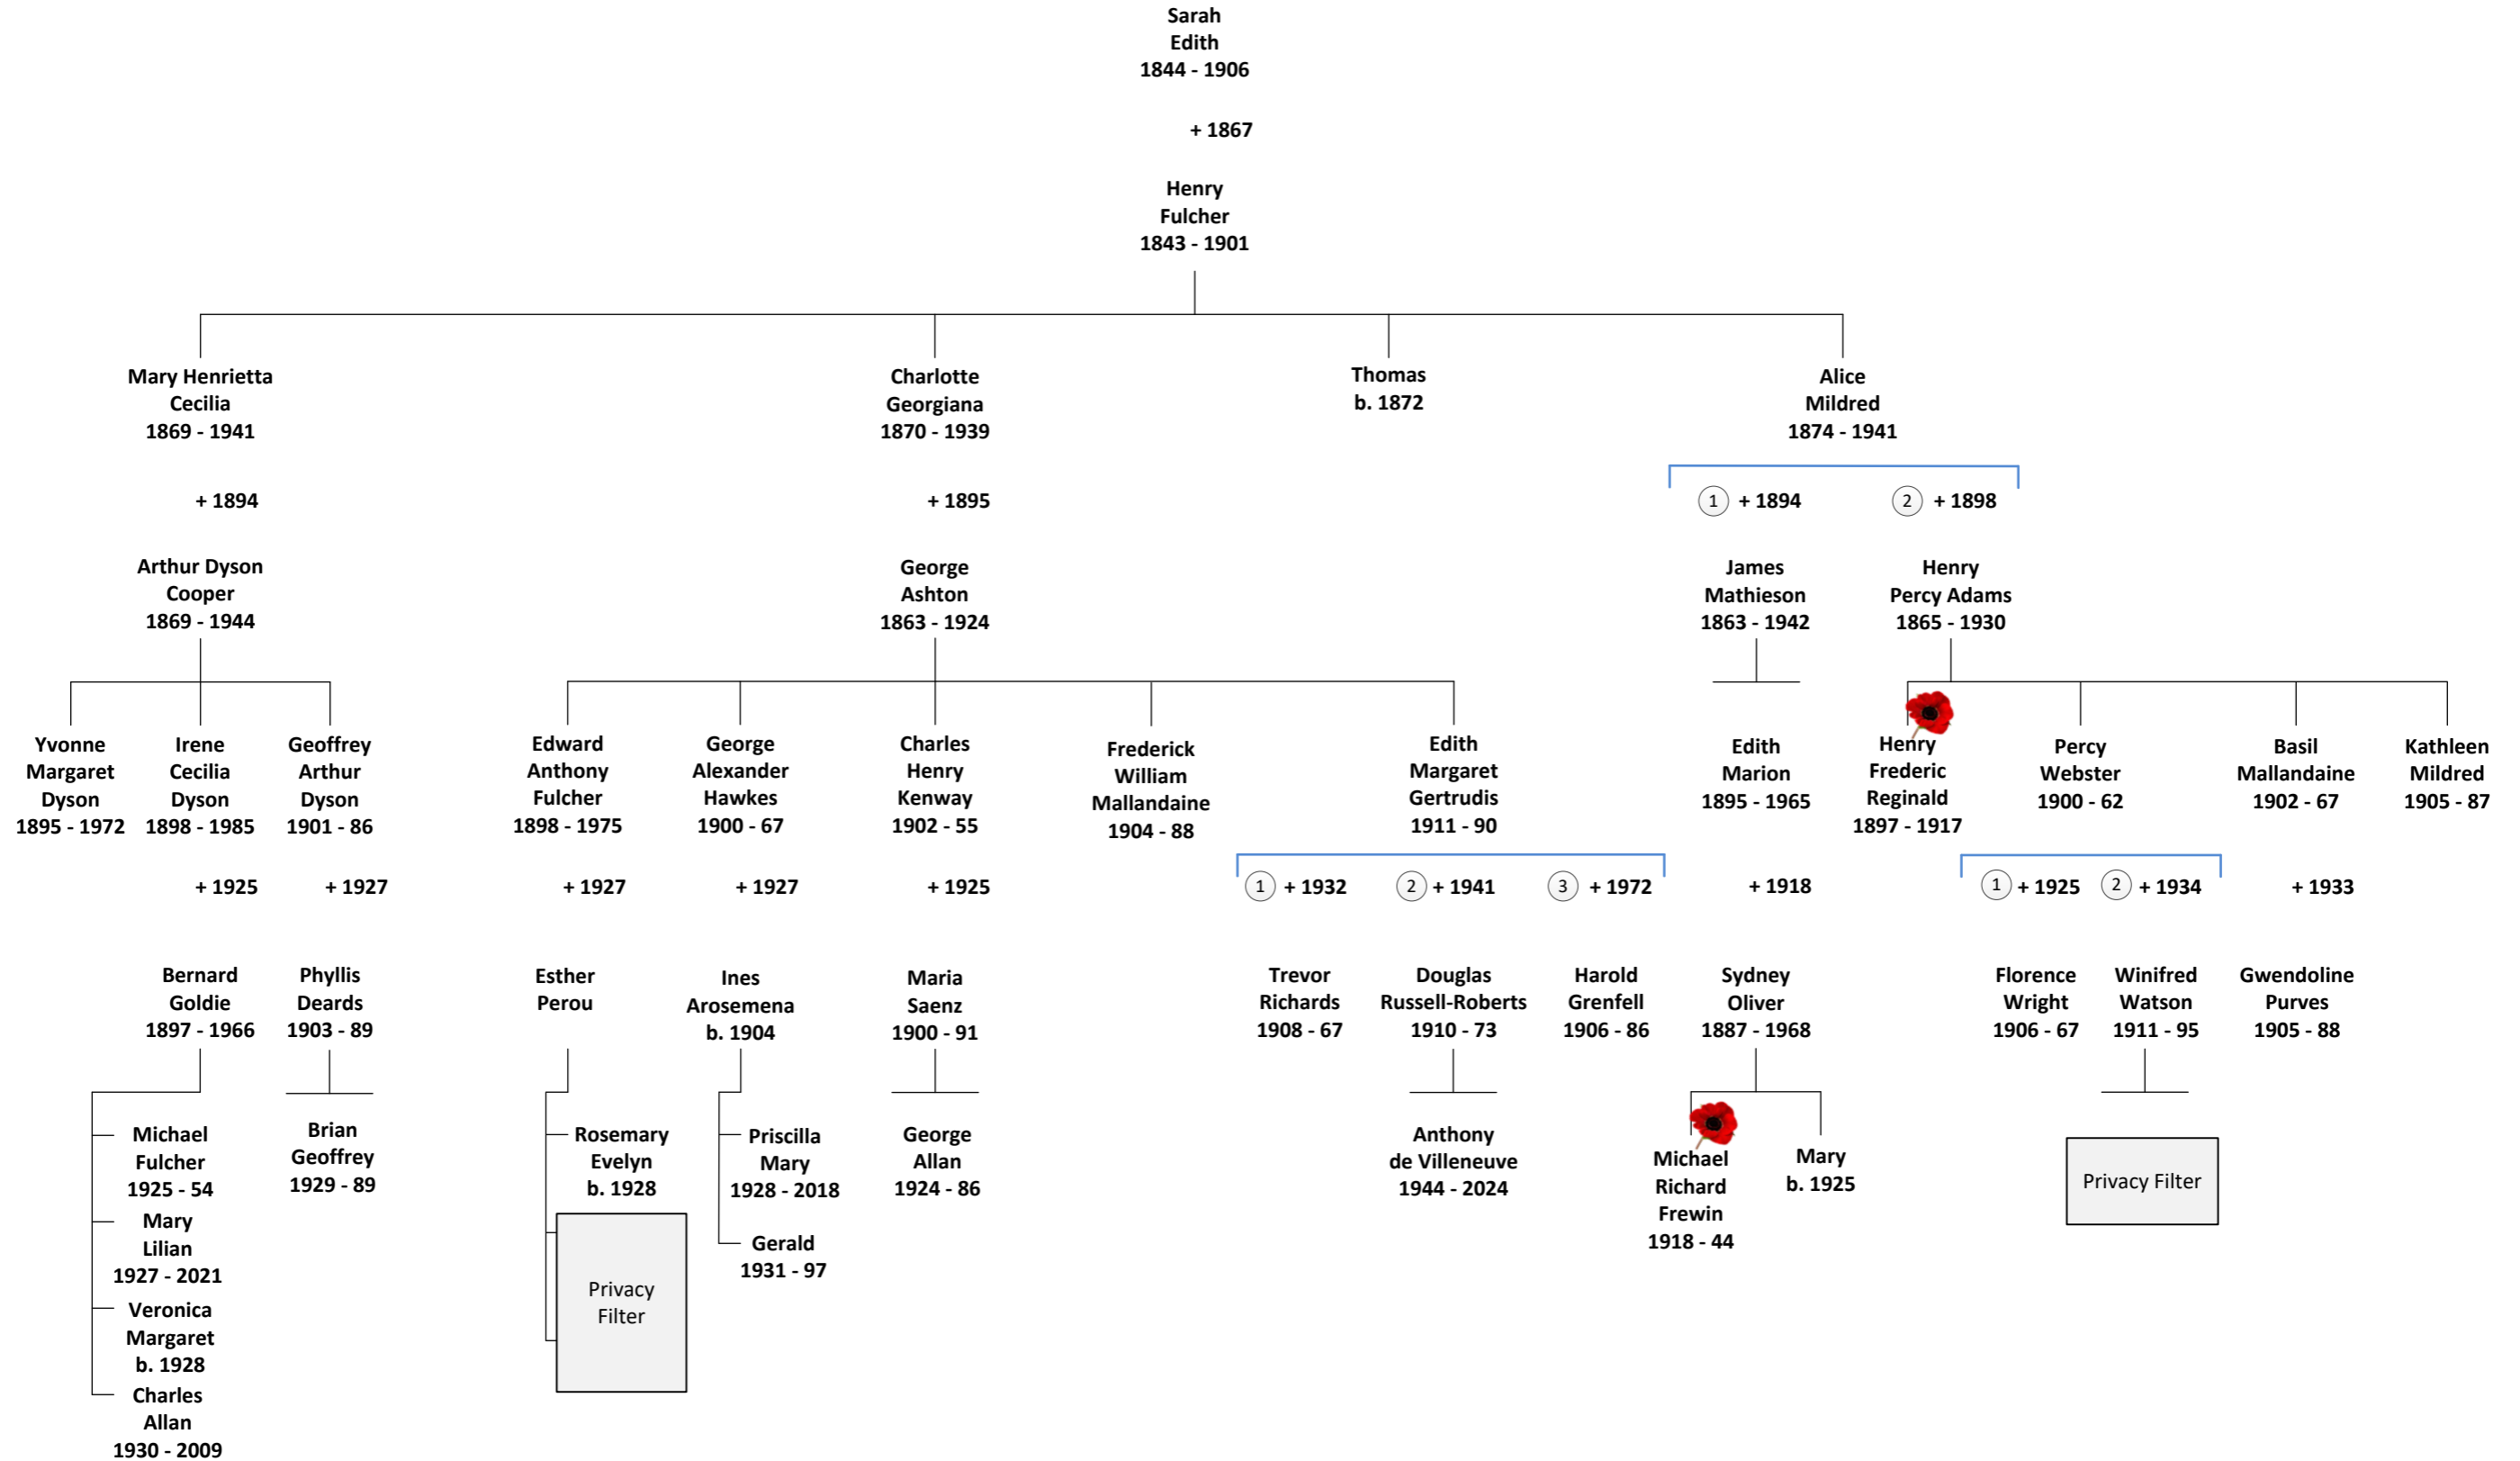 Sarah
Edith
1844 - 1906
+ 1867
Henry
Fulcher
1843 - 1901
Mary Henrietta
Cecilia
1869 - 1941
+ 1894
Arthur Dyson
Cooper
1869 - 1944
Charlotte
Georgiana
1870 - 1939
+ 1895
George
Ashton
1863 - 1924
Thomas
b. 1872
Alice
Mildred
1874 - 1941
1 + 1894
James
Mathieson
1863 - 1942
2 + 1898
Henry
Percy Adams
1865 - 1930
Yvonne
Margaret
Dyson
1895 - 1972
Irene
Cecilia
Dyson
1898 - 1985
+ 1925
Bernard
Goldie
1897 - 1966
Michael
Fulcher
1925 - 54
Mary
Lilian
1927 - 2021
Veronica
Margaret
b. 1928
Charles
Allan
1930 - 2009
Geoffrey
Arthur
Dyson
1901 - 86
+ 1927
Phyllis
Deards
1903 - 89
Brian
Geoffrey
1929 - 89
Edward
Anthony
Fulcher
1898 - 1975
+ 1927
Esther
Perou
Rosemary
Evelyn
b. 1928
Privacy
Filter
George
Alexander
Hawkes
1900 - 67
+ 1927
Ines
Arosemena
b. 1904
Priscilla
Mary
1928 - 2018
Gerald
1931 - 97
Charles
Henry
Kenway
1902 - 55
+ 1925
Maria
Saenz
1900 - 91
George
Allan
1924 - 86
Frederick
William
Mallandaine
1904 - 88
Edith
Margaret
Gertrudis
1911 - 90
1 + 1932
Trevor
Richards
1908 - 67
2 + 1941
Douglas
Russell-Roberts
1910 - 73
Anthony
de Villeneuve
1944 - 2024
3 + 1972
Harold
Grenfell
1906 - 86
Edith
Marion
1895 - 1965
+ 1918
Sydney
Oliver
1887 - 1968
Michael
Richard
Frewin
1918 - 44
Mary
b. 1925
Henry
Frederic
Reginald
1897 - 1917
Percy
Webster
1900 - 62
1 + 1925
Florence
Wright
1906 - 67
2 + 1934
Winifred
Watson
1911 - 95
Privacy Filter
Basil
Mallandaine
1902 - 67
+ 1933
Gwendoline
Purves
1905 - 88
Kathleen
Mildred
1905 - 87